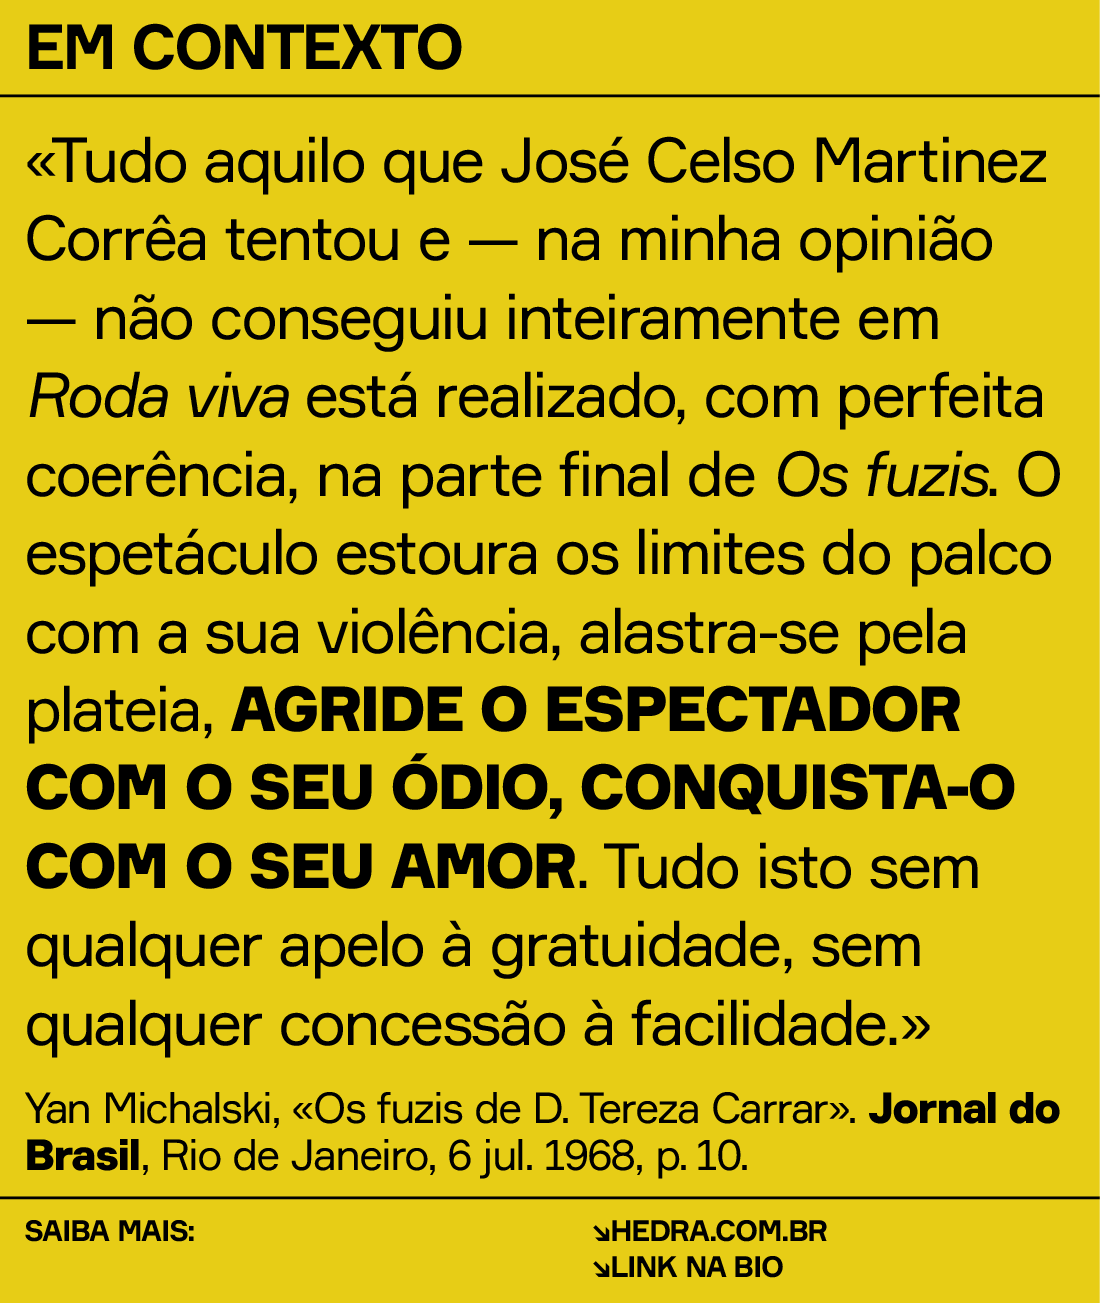 EM CONTEXTO
«Tudo aquilo que José Celso Martinez
Corrêa tentou e — na minha opinião
— não conseguiu inteiramente em
Roda viva está realizado, com perfeita
coerência, na parte final de Os fuzis. O
espetáculo estoura os limites do palco
com a sua violência, alastra-se pela
plateia, AGRIDE O ESPECTADOR
COM O SEU ÓDIO, CONQUISTA-O
COM O SEU AMOR. Tudo isto sem
qualquer apelo à gratuidade, sem
qualquer concessão à facilidade.»
Yan Michalski, «Os fuzis de D. Tereza Carrar». Jornal do
Brasil, Rio de Janeiro, 6 jul. 1968, p. 10.
SAIBA MAIS:
↘HEDRA.COM.BR
↘LINK NA BIO